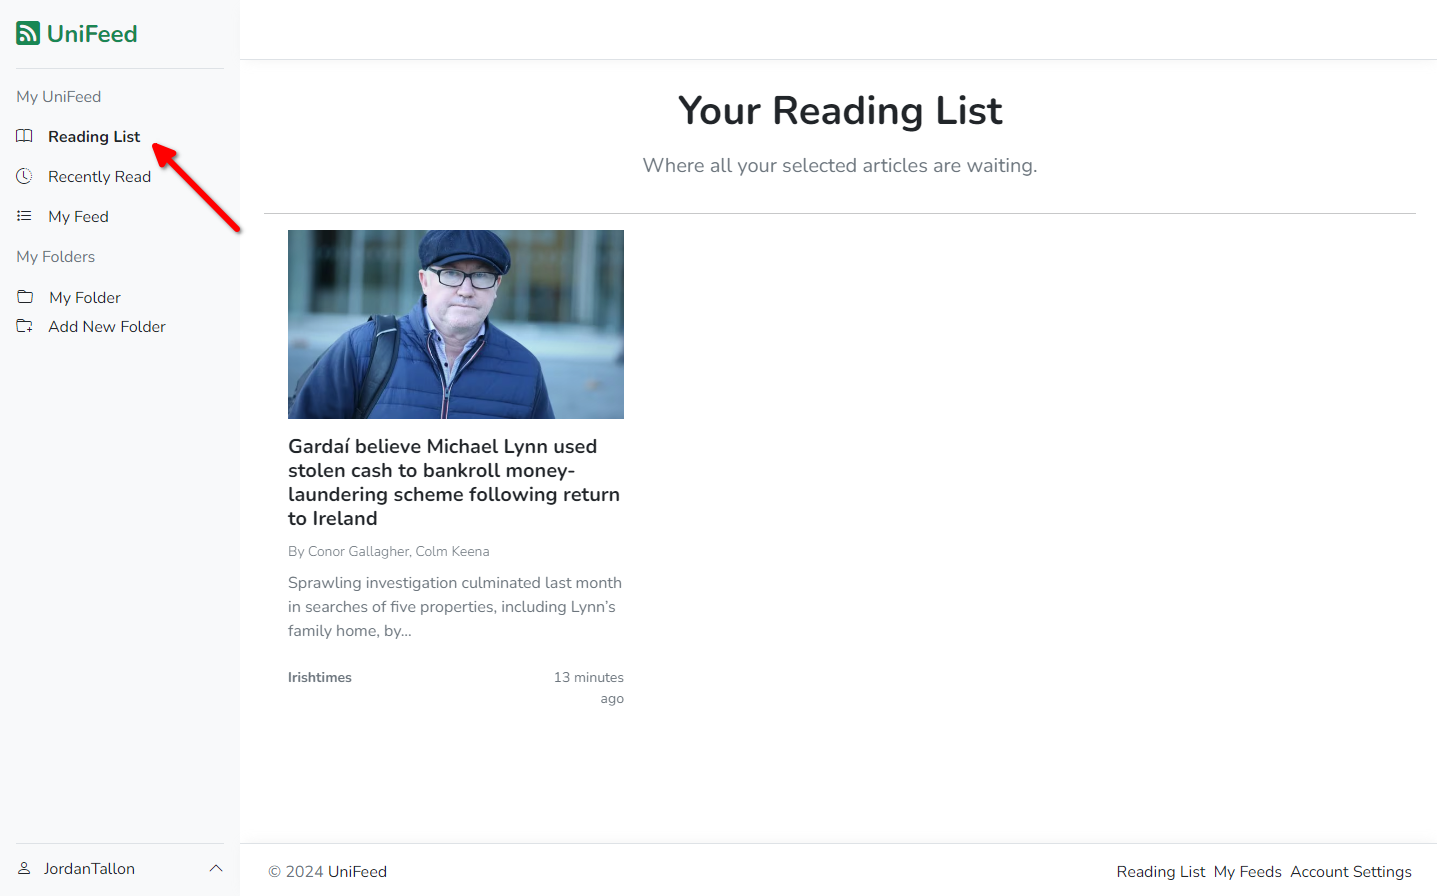 UniFeed
My UniFeed
Reading List
Recently Read
My Feed
My Folders
My Folder
Add New Folder
JordanTallon
Your Reading List
Where all your selected articles are waiting.
Gardaí believe Michael Lynn used
stolen cash to bankroll money-
laundering scheme following return
to Ireland
By Conor Gallagher, Colm Keena
Sprawling investigation culminated last month
in searches of five properties, including Lynn’s
family home, by...
Irishtimes
13 minutes
ago
© 2024 UniFeed
Reading List My Feeds Account Settings